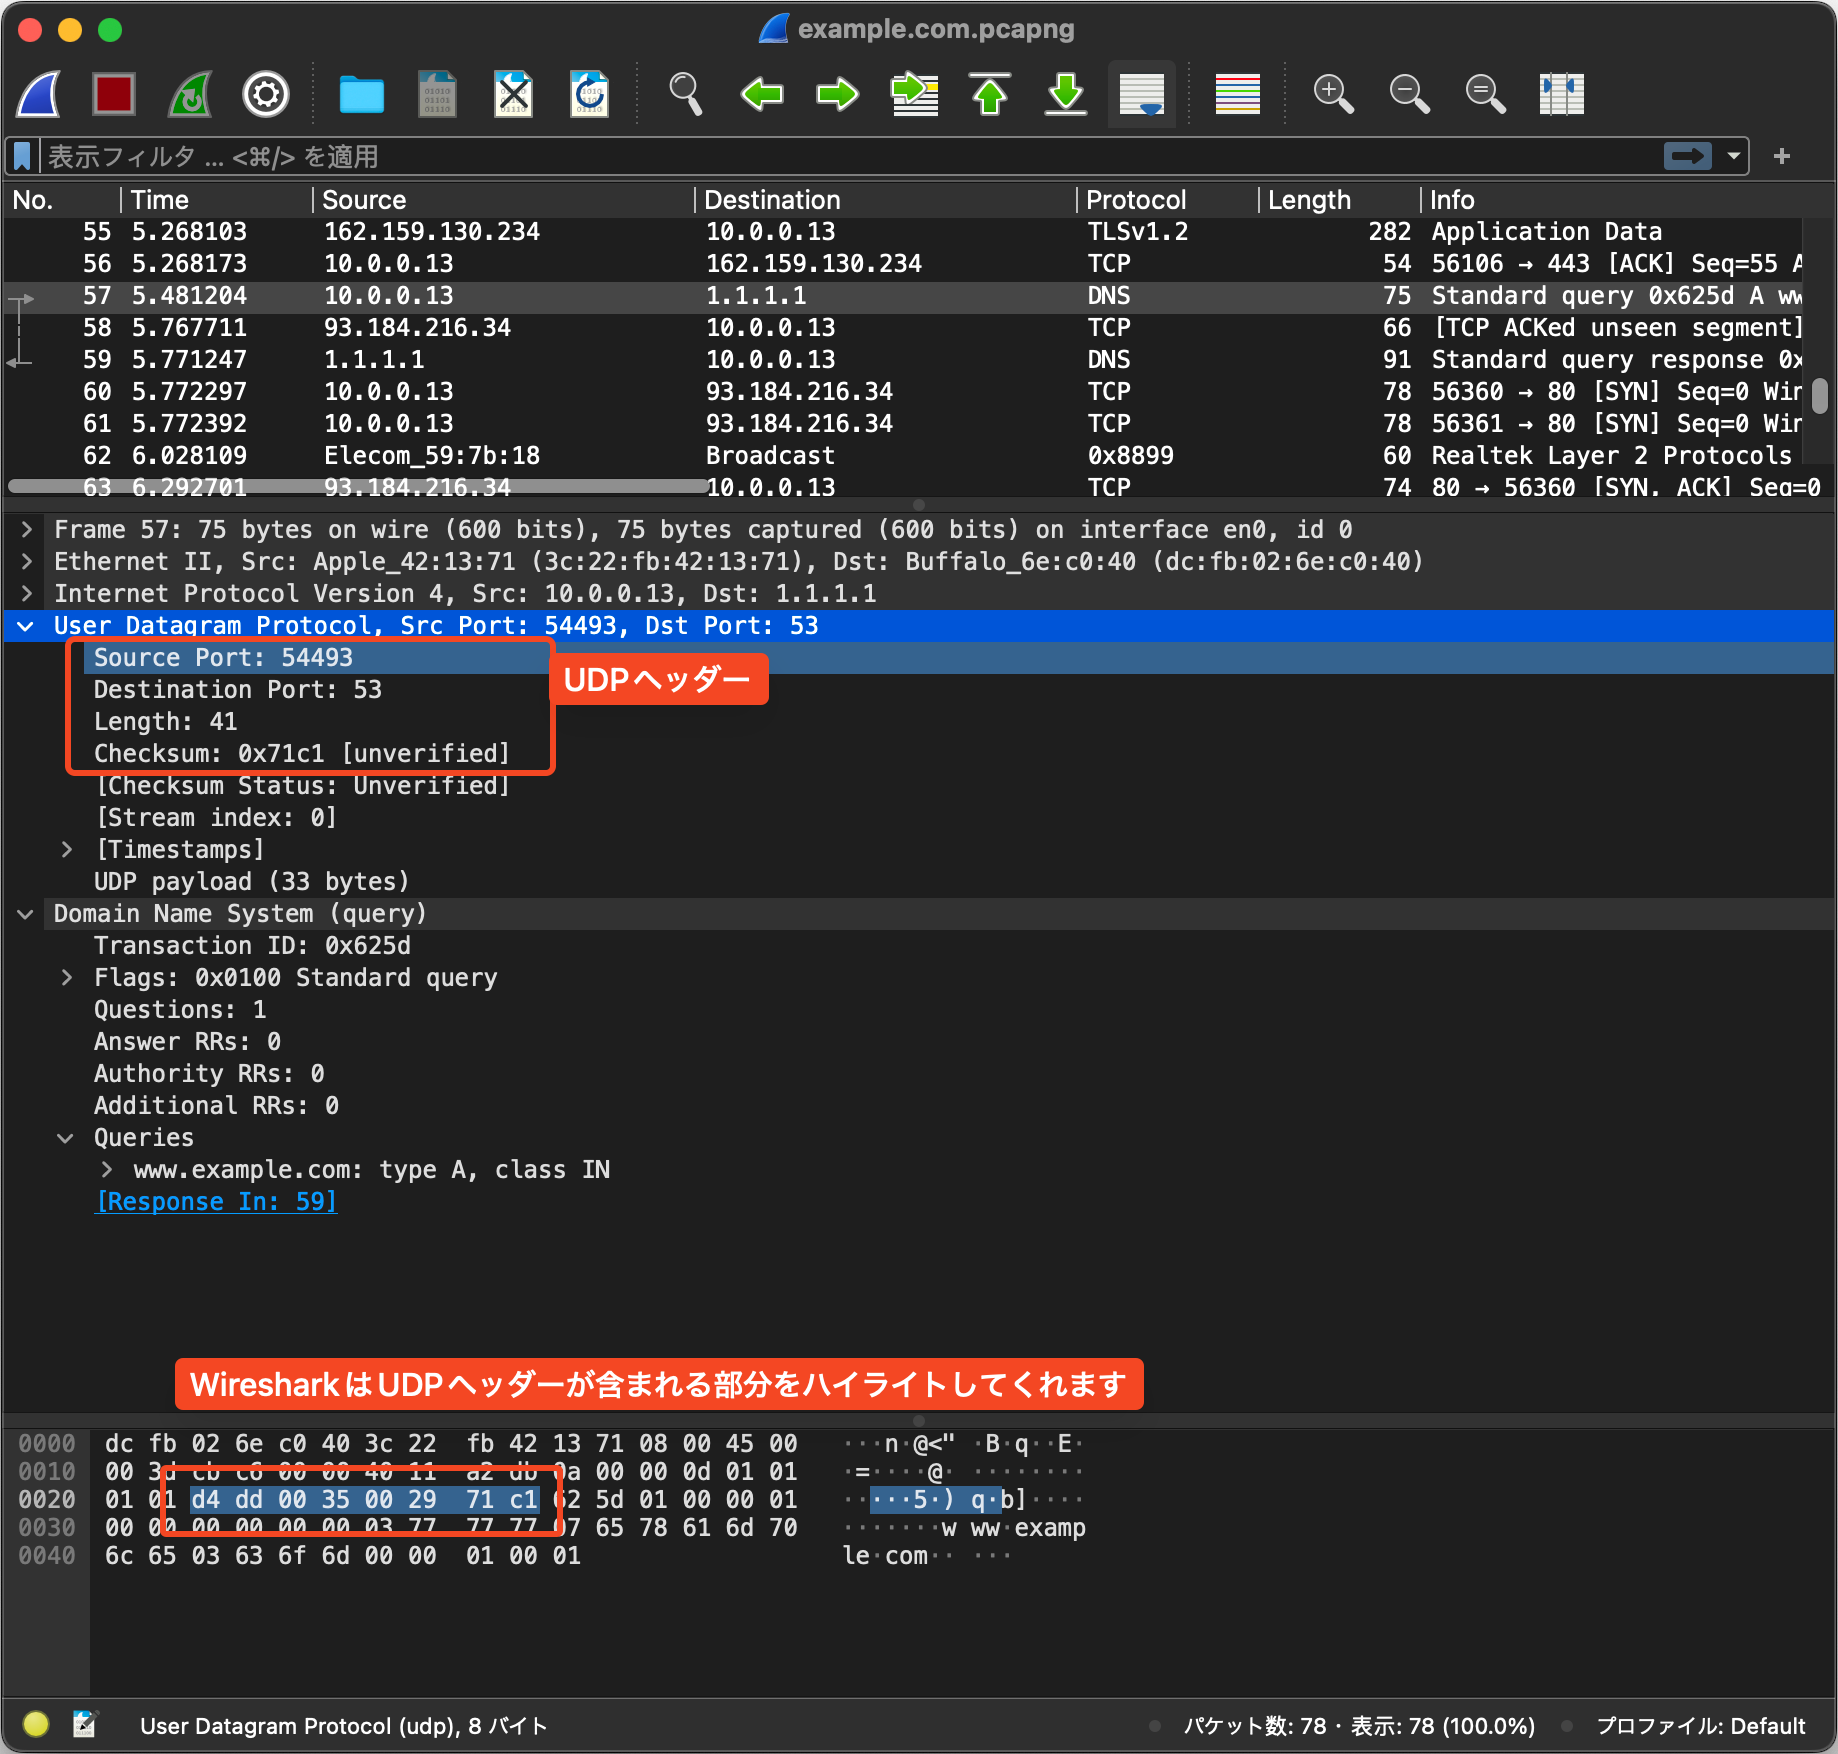 example.com.pcapng
表示フィルタ ... <⌘/> を適用
No. Time Source Destination Protocol Length Info
55 5.268103 162.159.130.234 10.0.0.13 TLSv1.2 282 Application Data
56 5.268173 10.0.0.13 162.159.130.234 TCP 54 56106 → 443 [ACK] Seq=55 A
57 5.481204 10.0.0.13 1.1.1.1 DNS 75 Standard query 0x625d A ww
58 5.767711 93.184.216.34 10.0.0.13 TCP 66 [TCP ACKed unseen segment]
59 5.771247 1.1.1.1 10.0.0.13 DNS 91 Standard query response 0x
60 5.772297 10.0.0.13 93.184.216.34 TCP 78 56360 → 80 [SYN] Seq=0 Win
61 5.772392 10.0.0.13 93.184.216.34 TCP 78 56361 → 80 [SYN] Seq=0 Win
62 6.028109 Elecom_59:7b:18 Broadcast 0x8899 60 Realtek Layer 2 Protocols
63 6.292701 93.184.216.34 10.0.0.13 TCP 74 80 → 56360 [SYN, ACK] Seq=0
Frame 57: 75 bytes on wire (600 bits), 75 bytes captured (600 bits) on interface en0, id 0
Ethernet II, Src: Apple_42:13:71 (3c:22:fb:42:13:71), Dst: Buffalo_6e:c0:40 (dc:fb:02:6e:c0:40)
Internet Protocol Version 4, Src: 10.0.0.13, Dst: 1.1.1.1
User Datagram Protocol, Src Port: 54493, Dst Port: 53
Source Port: 54493
UDPヘッダー
Destination Port: 53
Length: 41
Checksum: 0x71c1 [unverified]
[Checksum Status: Unverified]
[Stream index: 0]
[Timestamps]
UDP payload (33 bytes)
Domain Name System (query)
Transaction ID: 0x625d
Flags: 0x0100 Standard query
Questions: 1
Answer RRs: 0
Authority RRs: 0
Additional RRs: 0
Queries
www.example.com: type A, class IN
[Response In: 59]
WiresharkはUDPヘッダーが含まれる部分をハイライトしてくれます
0000 dc fb 02 6e c0 40 3c 22 fb 42 13 71 08 00 45 00 ···n·@<" ·B·q··E·
0010 00 3d cb c6 00 00 40 11 a2 db 0a 00 00 0d 01 01 ·=····@· ········
0020 01 01 d4 dd 00 35 00 29 71 c1 62 5d 01 00 00 01 ·····5·) q·b]····
0030 00 00 00 00 00 00 03 77 77 77 07 65 78 61 6d 70 ·······w ww·examp
0040 6c 65 03 63 6f 6d 00 00 01 00 01 le·com·· ···
User Datagram Protocol (udp), 8 バイト
パケット数: 78 · 表示: 78 (100.0%)
プロファイル: Default